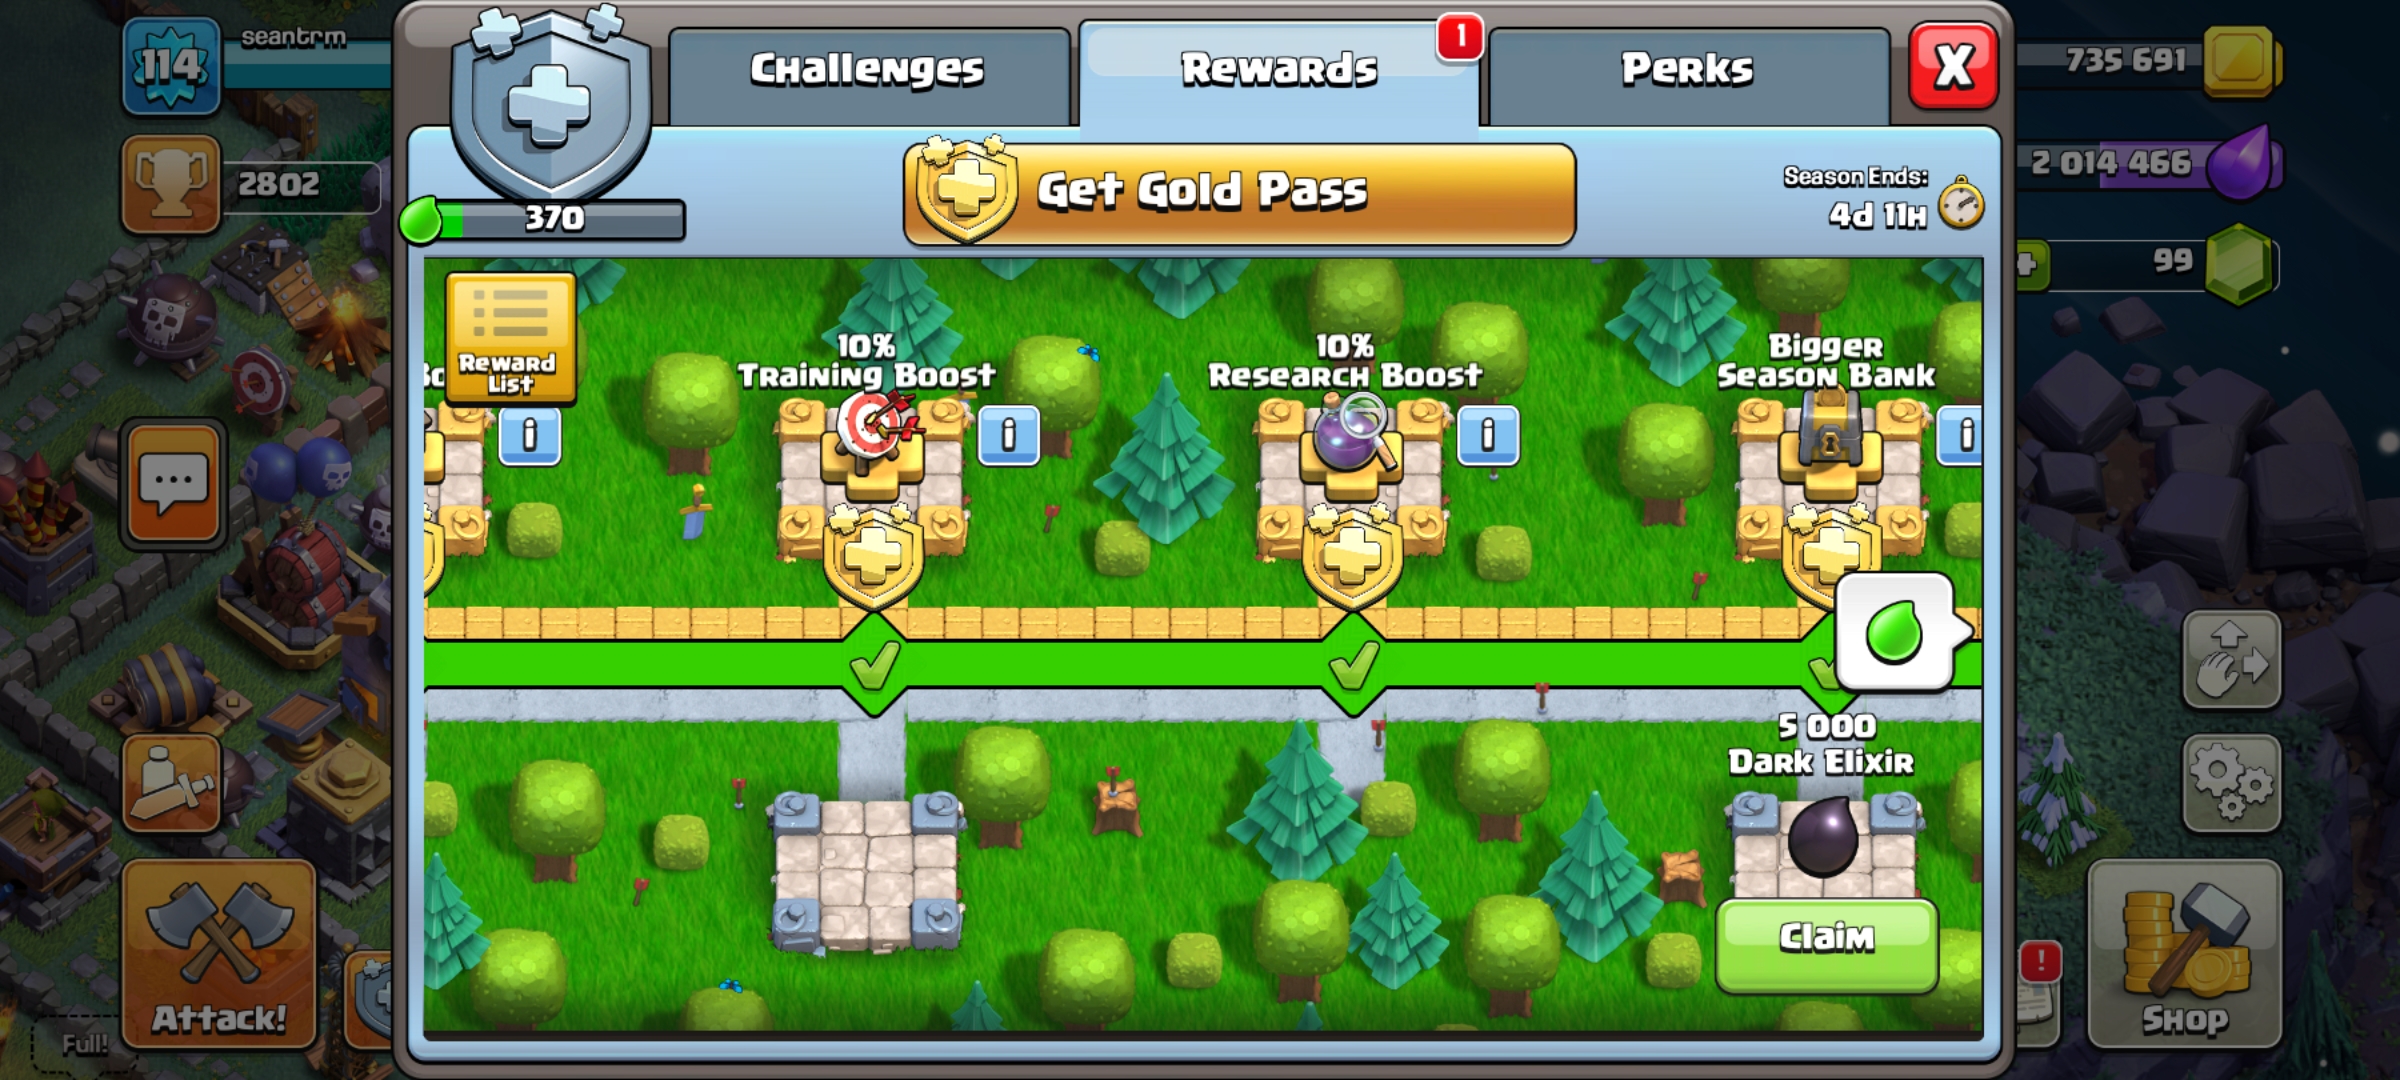 114
seantrm
2802
370
Challenges
Rewards
1
Perks
X
Get Gold Pass
Season Ends:
4d 11H
735 691
2 014 466
99
Reward
List
10%
Training Boost
10%
Research Boost
Bigger
Season Bank
i
i
i
i
5 000
Dark Elixir
Claim
Attack!
Full!
!
Shop